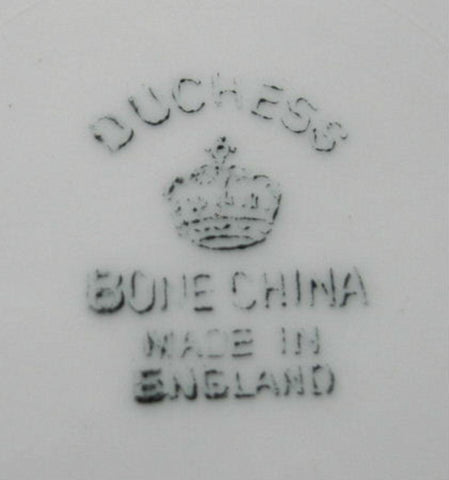 DUCHESS
BONE CHINA
MADE IN
ENGLAND